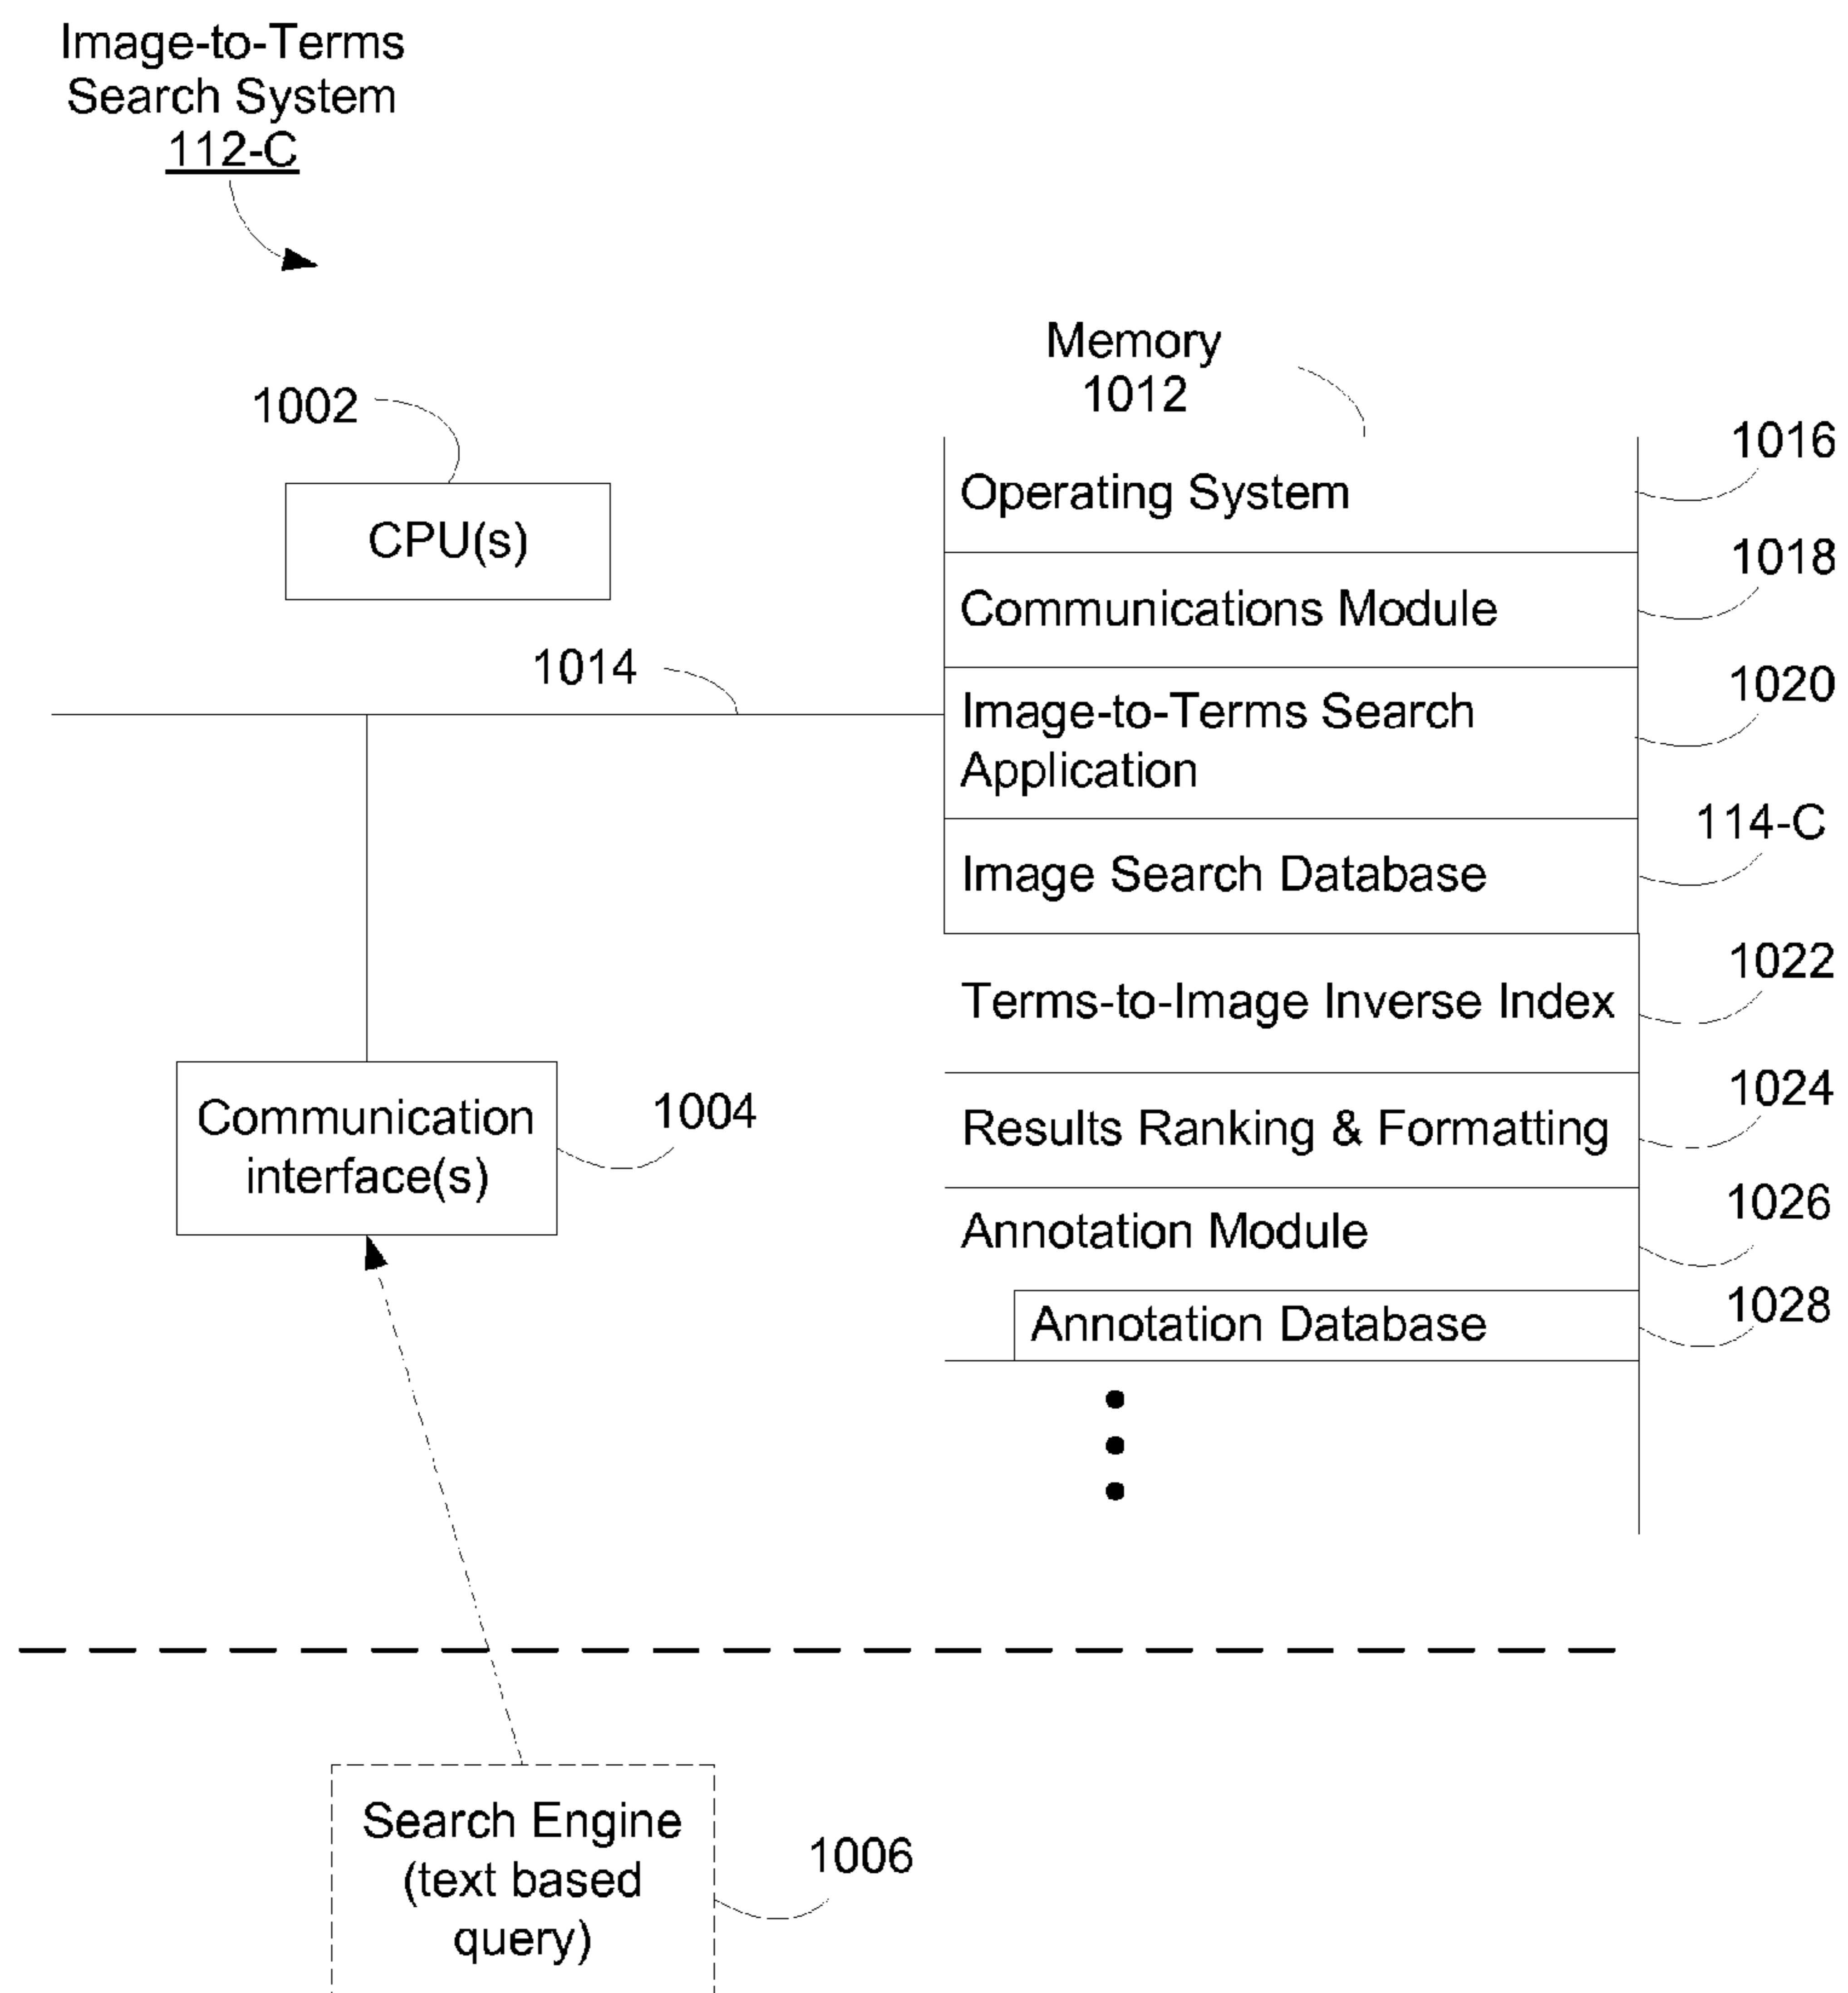 Image-to-Terms
Search System
112-C
Memory
1012
1002
1016
Operating System
CPU(s)
1018
Communications Module
1014
1020
Image-to-Terms Search
Application
114-C
Image Search Database
1022
Terms-to-Image Inverse Index
1004
Communication
interface(s)
1024
Results Ranking & Formatting
1026
Annotation Module
1028
Annotation Database
Search Engine
(text based
query)
1006